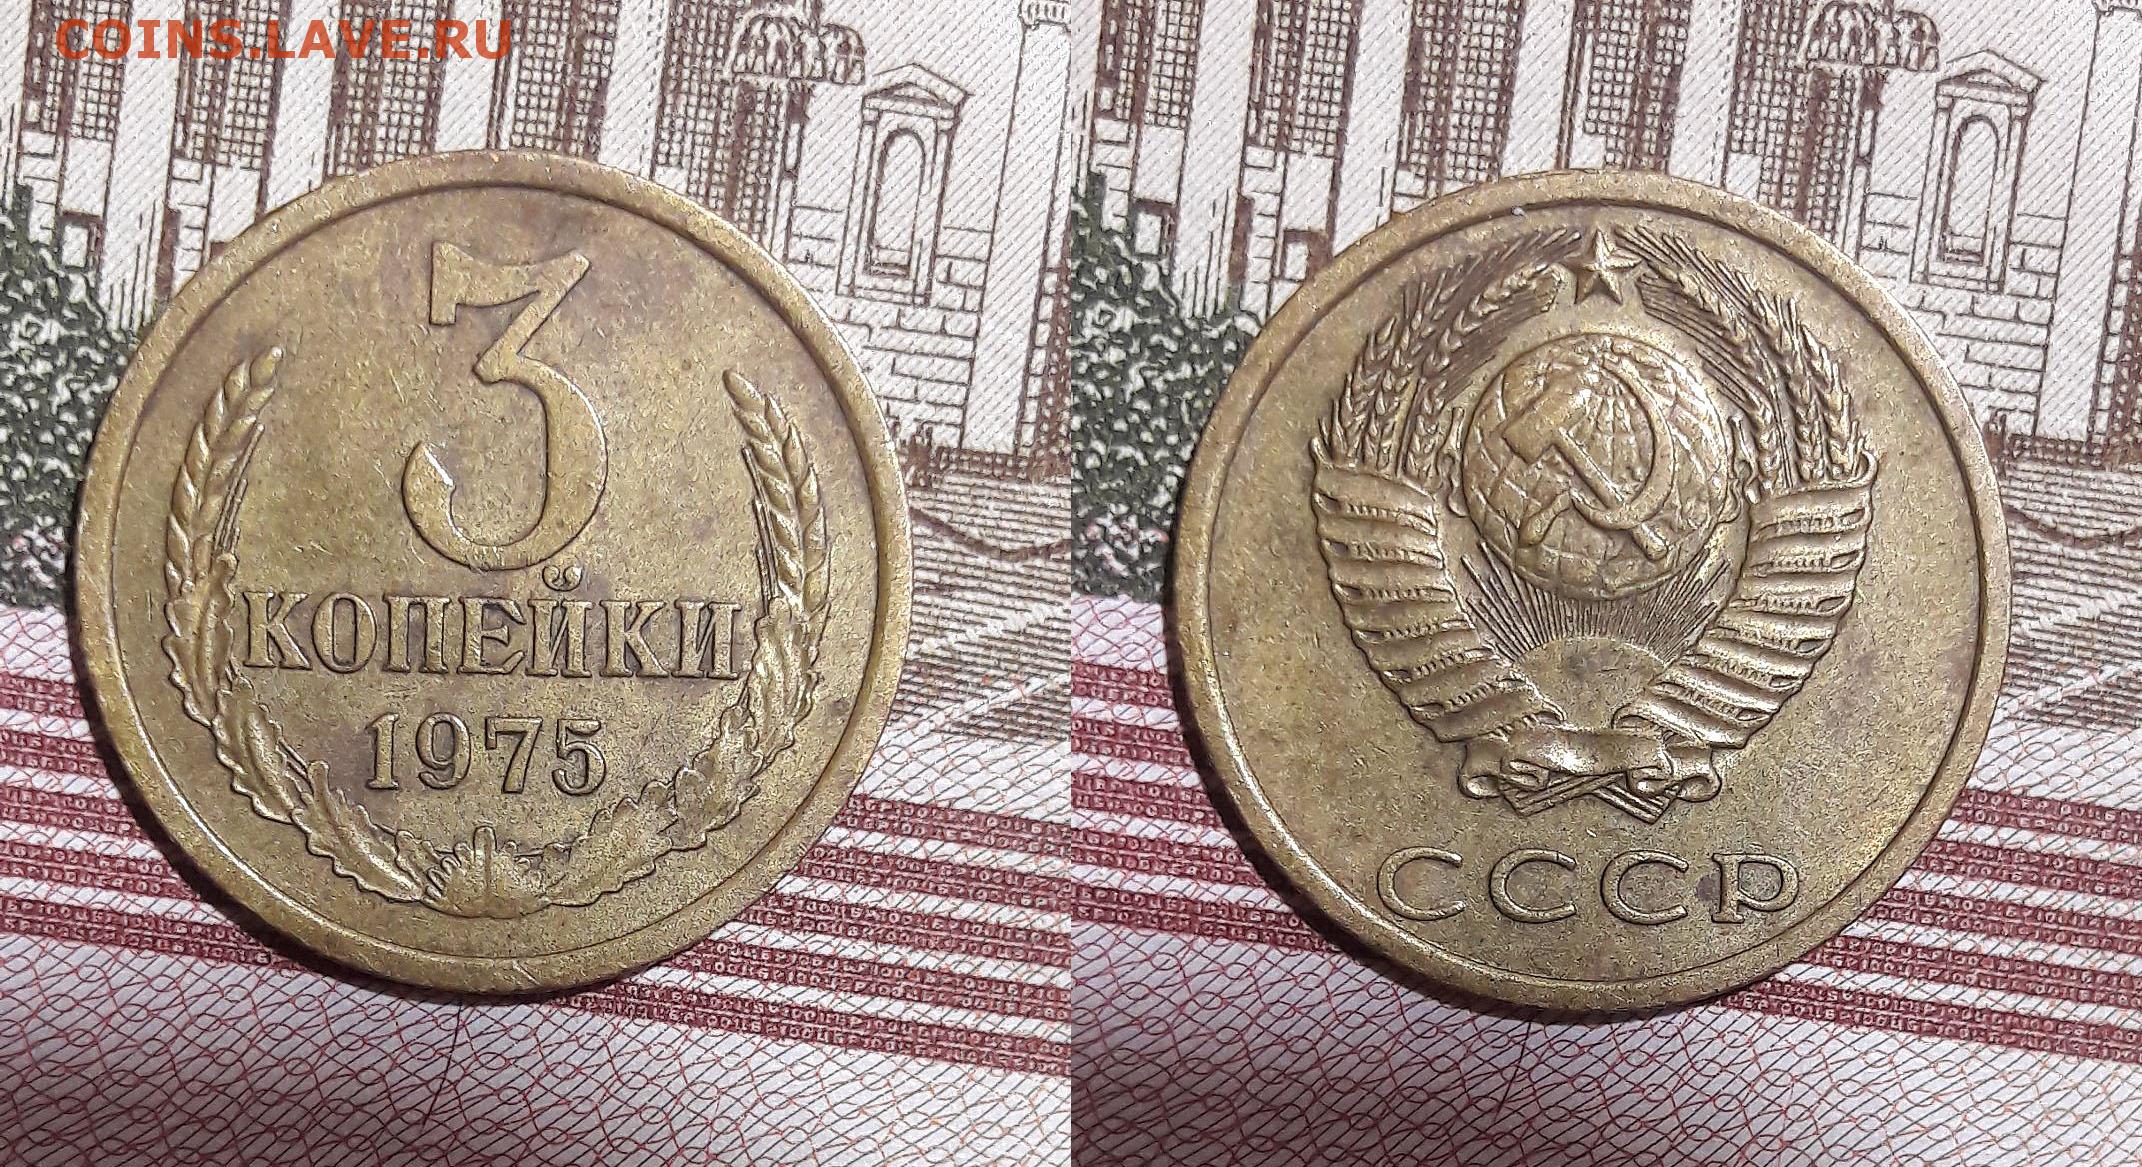 COINS.LAVE.RU
3
КОПЕЙКИ
1975
СССР